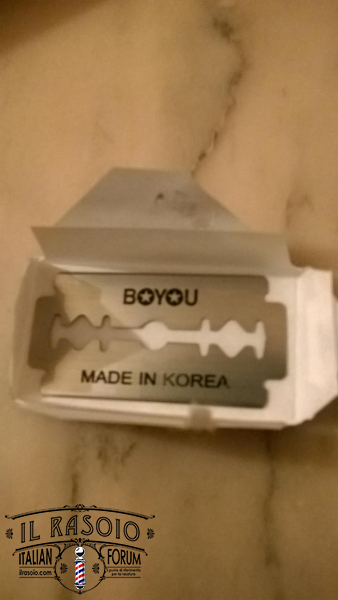 BOYOU
MADE IN KOREA
IL RASOIO
ITALIAN FORUM
ilrasoio.com